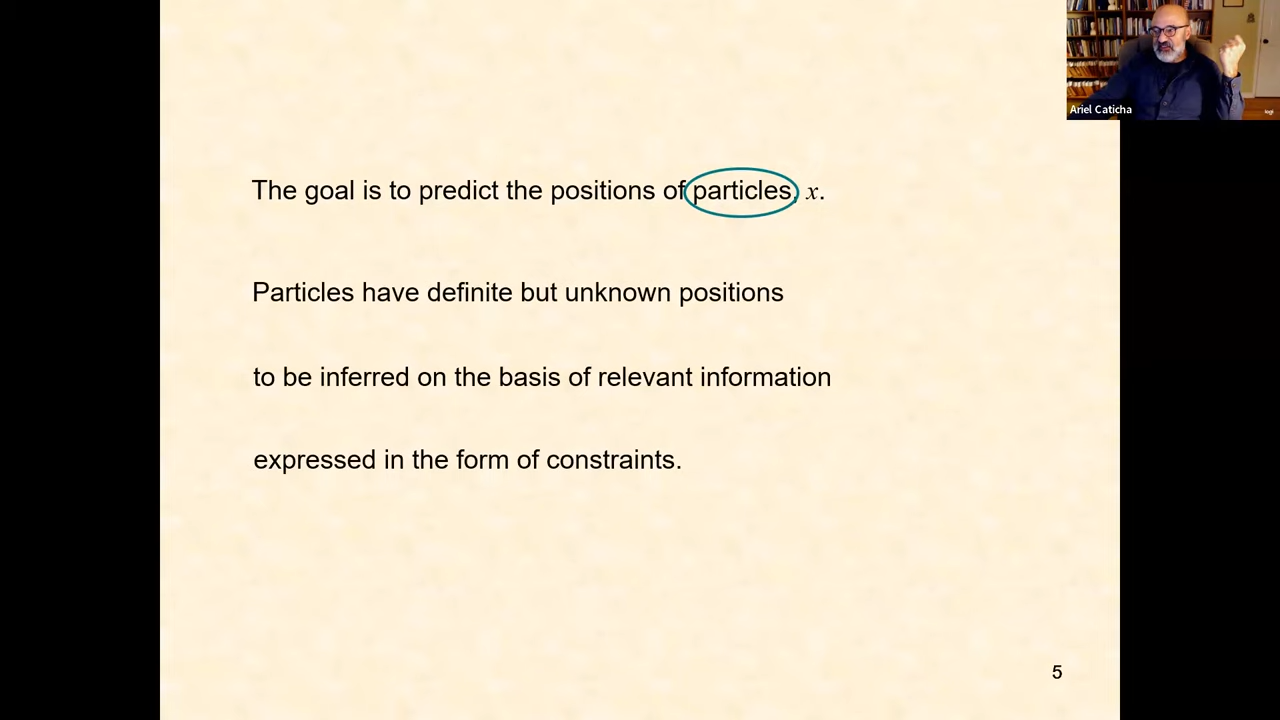 Ariel Caticha
logi
The goal is to predict the positions of particles, x.
Particles have definite but unknown positions
to be inferred on the basis of relevant information
expressed in the form of constraints.
5